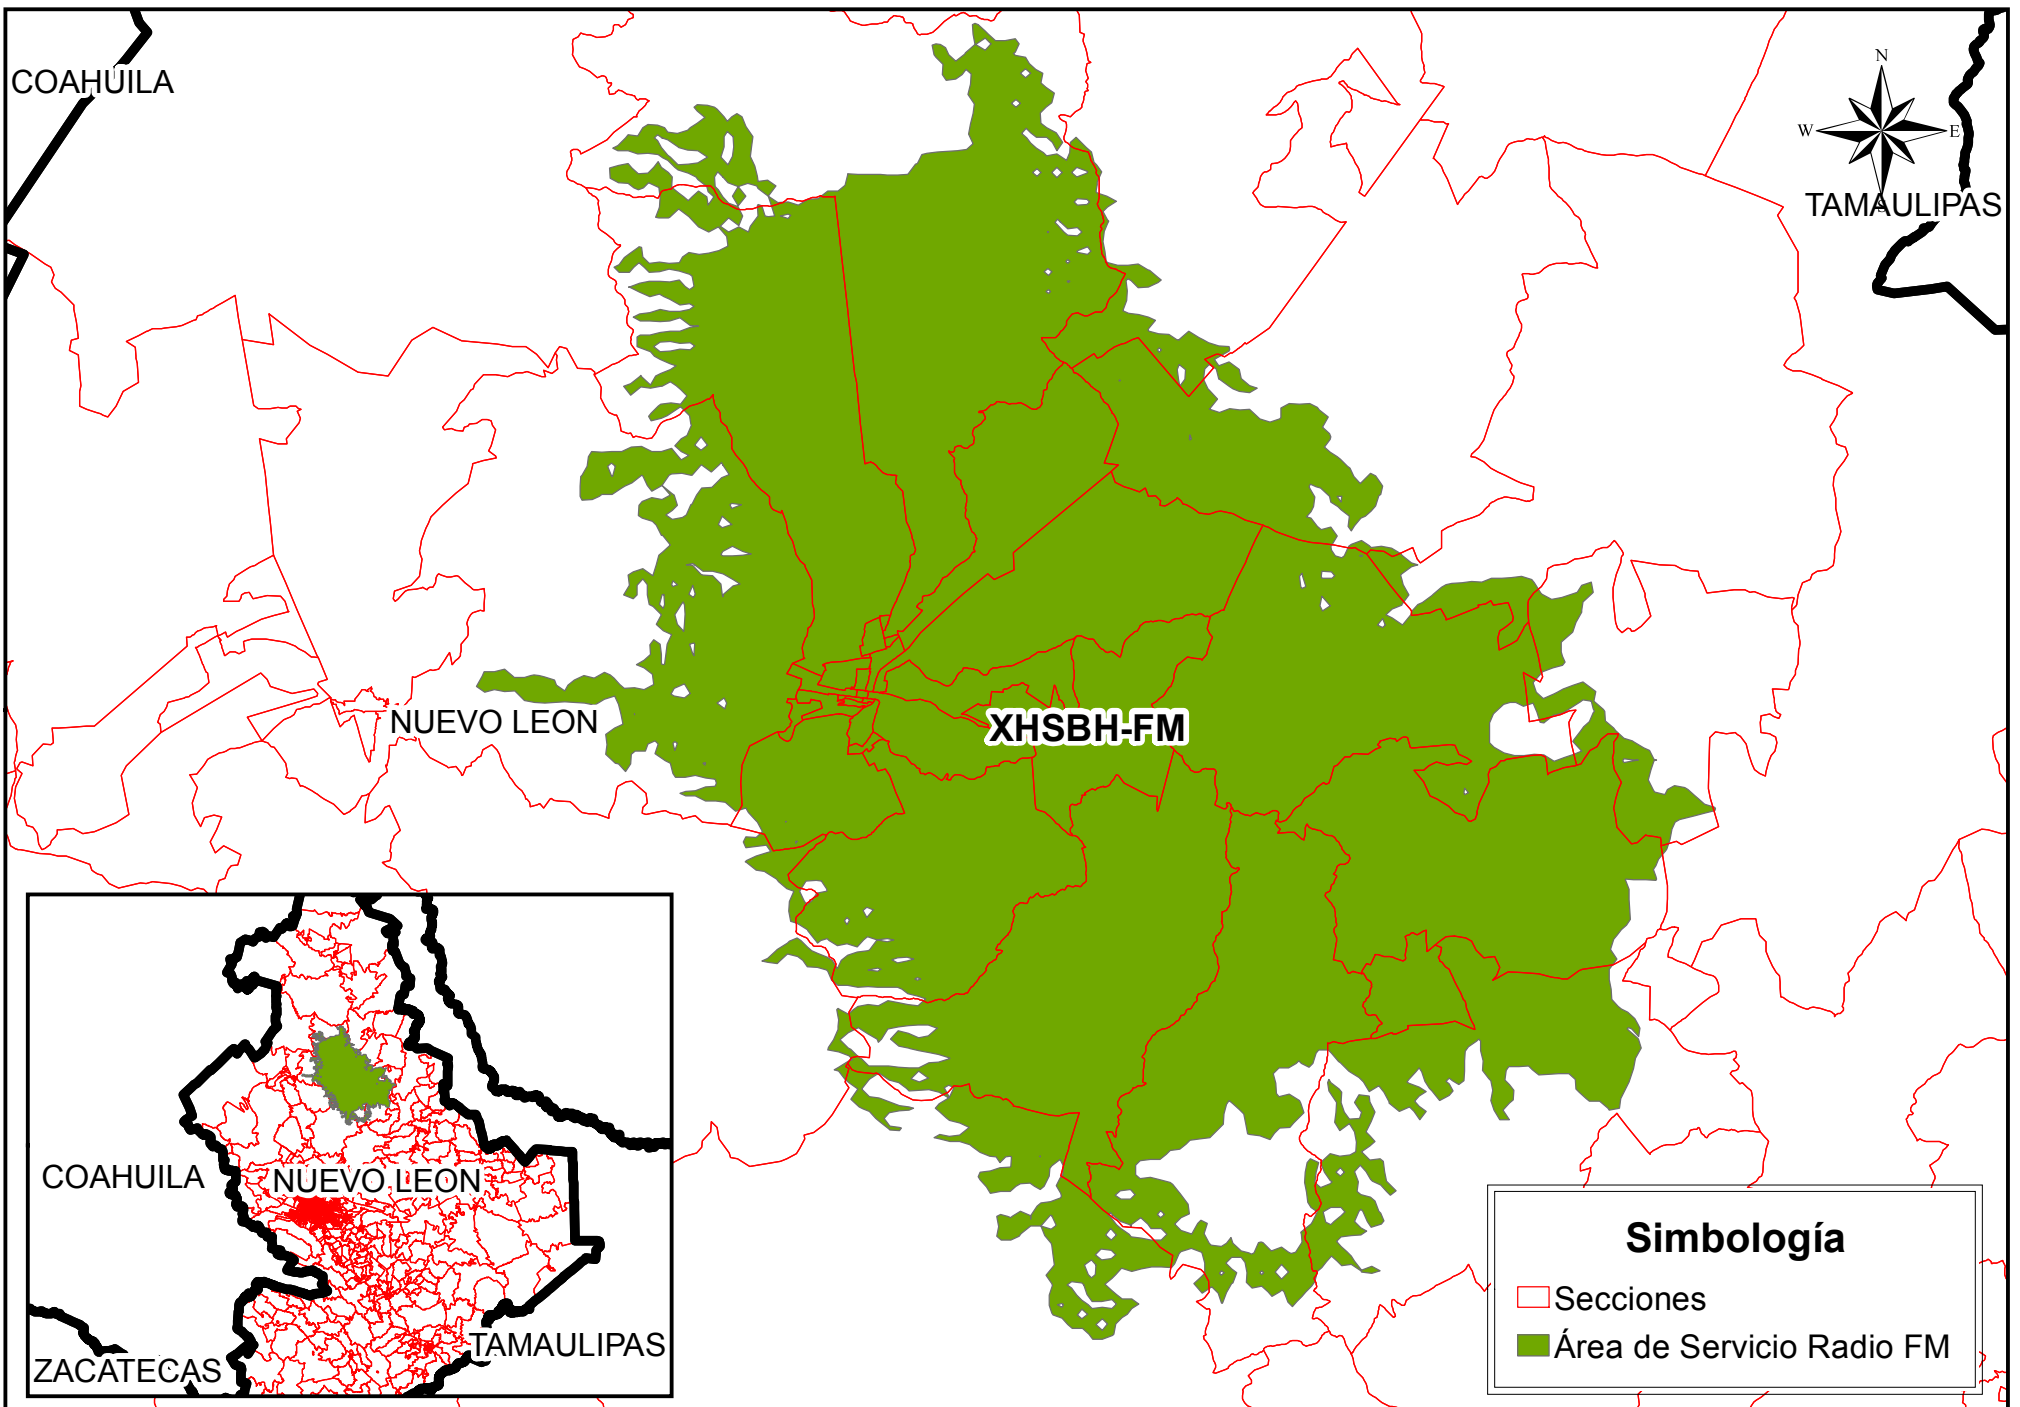 COAHUILA
N
W
E
S
TAMAULIPAS
NUEVO LEON
XHSBH-FM
COAHUILA
NUEVO LEON
TAMAULIPAS
ZACATECAS
Simbología
Secciones
Área de Servicio Radio FM